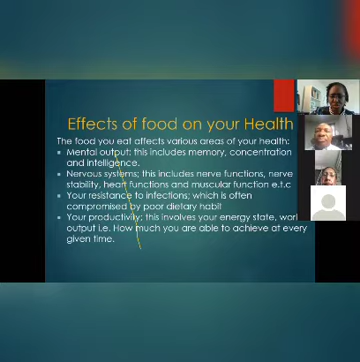 Effects of food on your Health
The food you eat affects various areas of your health:
Mental output: this includes memory, concentration
and intelligence.
Nervous systems; this includes nerve functions, nerve
stability, heart functions and muscular function e.t.c
Your resistance to infections; which is often
compromised by poor dietary habit
Your productivity; this involves your energy state, work
output i.e. How much you are able to achieve at every
given time.